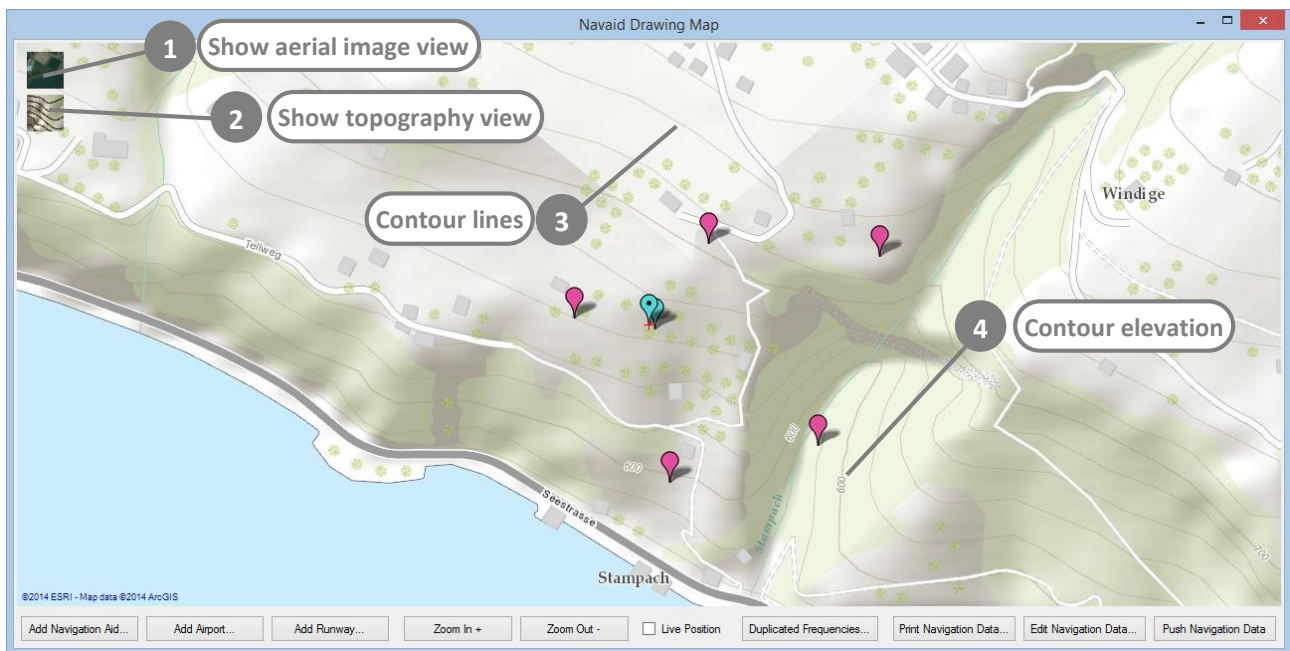 Navaid Drawing Map
1 Show aerial image view
2 Show topography view
Contour lines 3
Windige
Tellweg
4 Contour elevation
600
600
600
Seestrasse
Stampach
700
Stampach
©2014 ESRI - Map data ©2014 ArcGIS
Add Navigation Aid... Add Airport... Add Runway... Zoom In + Zoom Out - Live Position Duplicated Frequencies... Print Navigation Data... Edit Navigation Data... Push Navigation Data